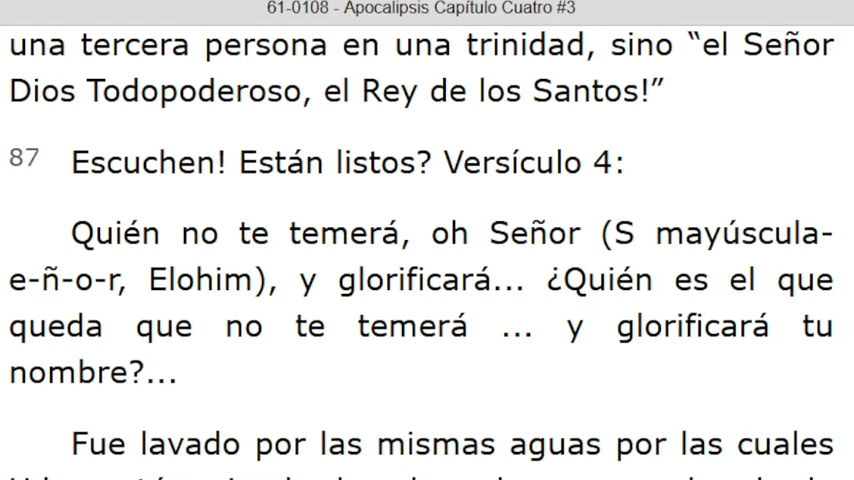 61-0108 - Apocalipsis Capítulo Cuatro #3
una tercera persona en una trinidad, sino “el Señor
Dios Todopoderoso, el Rey de los Santos!”
87 Escuchen! Están listos? Versículo 4:
Quién no te temerá, oh Señor (S mayúscula-
e-ñ-o-r, Elohim), y glorificará... ¿Quién es el que
queda que no te temerá ... y glorificará tu
nombre?...
Fue lavado por las mismas aguas por las cuales